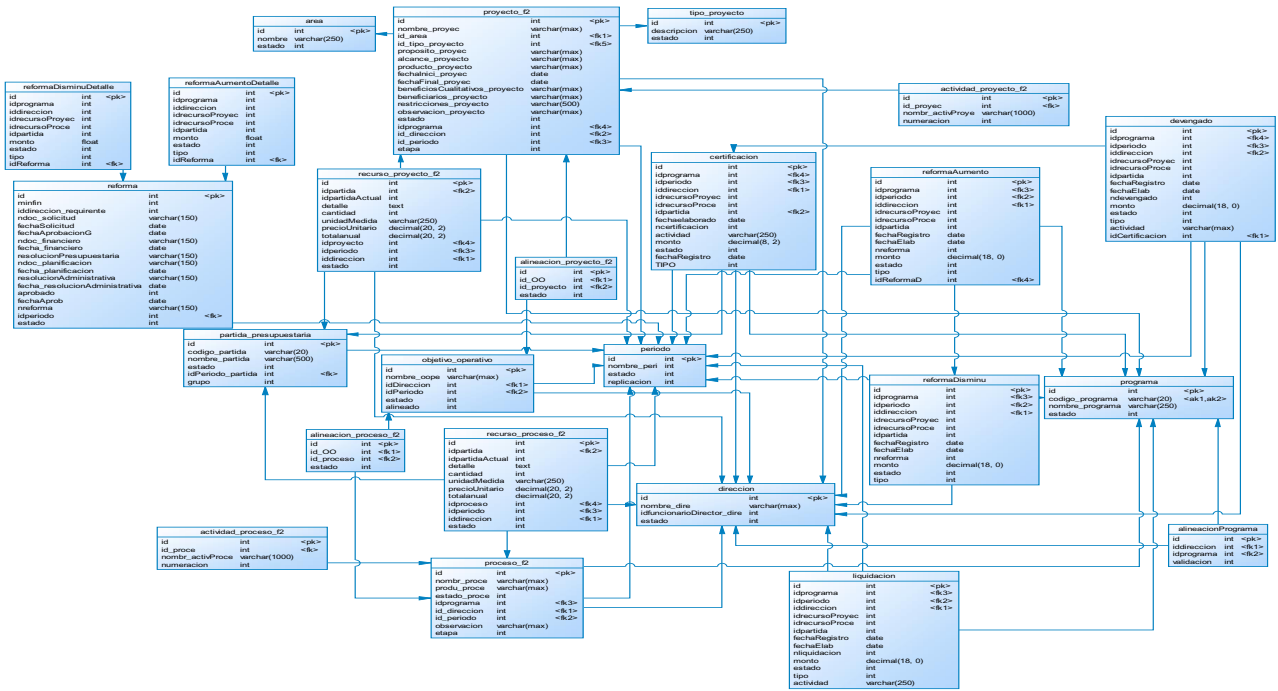 area
id int <pk>
nombre varchar(250)
estado int
proyecto_f2
id int <pk>
nombre_proyec varchar(max)
id_area int <fk1>
id_tipo_proyecto int <fk5>
proposito_proyec varchar(max)
alcance_proyecto varchar(max)
producto_proyecto varchar(max)
fechaInici_proyec date
fechaFinal_proyec date
beneficiosCualitativos_proyecto varchar(max)
beneficiarios_proyecto varchar(max)
restricciones_proyecto varchar(500)
observacion_proyecto varchar(max)
estado int
idprograma int <fk4>
id_direccion int <fk2>
id_periodo int <fk3>
etapa int
tipo_proyecto
id int <pk>
descripcion varchar(250)
estado int
reformaDisminuDetalle
id int <pk>
idprograma int
iddireccion int
idrecursoProyec int
idrecursoProce int
idpartida int
monto float
estado int
tipo int
idReforma int <fk>
reformaAumentoDetalle
id int <pk>
idprograma int
iddireccion int
idrecursoProyec int
idrecursoProce int
idpartida int
monto float
estado int
tipo int
idReforma int <fk>
actividad_proyecto_f2
id int <pk>
id_proyec int <fk>
nombr_activProye varchar(1000)
numeracion int
devengado
id int <pk>
idprograma int <fk4>
idperiodo int <fk3>
iddireccion int <fk2>
idrecursoProyec int
idrecursoProce int
idpartida int
fechaRegistro date
fechaElab date
ndevengado int
monto decimal(18, 0)
estado int
tipo int
actividad varchar(max)
idCertificacion int <fk1>
reforma
id int <pk>
minfin int
iddireccion_requirente int
ndoc_solicitud varchar(150)
fechaSolicitud date
fechaAprobacionG date
ndoc_financiero varchar(150)
fecha_financiero date
resolucionPresupuestaria varchar(150)
ndoc_planificacion varchar(150)
fecha_planificacion date
resolucionAdministrativa varchar(150)
fecha_resolucionAdministrativa date
aprobado int
fechaAprob date
nreforma varchar(150)
idperiodo int <fk>
estado int
recurso_proyecto_f2
id int <pk>
idpartida int <fk2>
idpartidaActual int
detalle text
cantidad int
unidadMedida varchar(250)
precioUnitario decimal(20, 2)
totalanual decimal(20, 2)
idproyecto int <fk4>
idperiodo int <fk3>
iddireccion int <fk1>
estado int
certificacion
id int <pk>
idprograma int <fk4>
idperiodo int <fk3>
iddireccion int <fk1>
idrecursoProyec int
idrecursoProce int
idpartida int <fk2>
fechaelaborado date
ncertificacion int
actividad varchar(250)
monto decimal(8, 2)
estado int
fechaRegistro date
TIPO int
reformaAumento
id int <pk>
idprograma int <fk3>
idperiodo int <fk2>
iddireccion int <fk1>
idrecursoProyec int
idrecursoProce int
idpartida int
fechaRegistro date
fechaElab date
nreforma int
monto decimal(18, 0)
estado int
tipo int
idReformaD int <fk4>
alineacion_proyecto_f2
id int <pk>
id_OO int <fk1>
id_proyecto int <fk2>
estado int
partida_presupuestaria
id int <pk>
codigo_partida varchar(20)
nombre_partida varchar(500)
estado int
idPeriodo_partida int <fk>
grupo int
objetivo_operativo
id int <pk>
nombre_oope varchar(max)
idDireccion int <fk1>
idPeriodo int <fk2>
estado int
alineado int
periodo
id int <pk>
nombre_peri int
estado int
replicacion int
reformaDisminu
id int <pk>
idprograma int <fk3>
idperiodo int <fk2>
iddireccion int <fk1>
idrecursoProyec int
idrecursoProce int
idpartida int
fechaRegistro date
fechaElab date
nreforma int
monto decimal(18, 0)
estado int
tipo int
programa
id int <pk>
codigo_programa varchar(20) <ak1,ak2>
nombre_programa varchar(250)
estado int
alineacion_proceso_f2
id int <pk>
id_OO int <fk1>
id_proceso int <fk2>
estado int
recurso_proceso_f2
id int <pk>
idpartida int <fk2>
idpartidaActual int
detalle text
cantidad int
unidadMedida varchar(250)
precioUnitario decimal(20, 2)
totalanual decimal(20, 2)
idproceso int <fk4>
idperiodo int <fk3>
iddireccion int <fk1>
estado int
direccion
id int <pk>
nombre_dire varchar(max)
idfuncionarioDirector_dire int
estado int
alineacionPrograma
id int <pk>
iddireccion int <fk1>
idprograma int <fk2>
validacion int
actividad_proceso_f2
id int <pk>
id_proce int <fk>
nombr_activProce varchar(1000)
numeracion int
proceso_f2
id int <pk>
nombr_proce varchar(max)
produ_proce varchar(max)
estado_proce int
idprograma int <fk3>
id_direccion int <fk1>
id_periodo int <fk2>
observacion varchar(max)
etapa int
liquidacion
id int <pk>
idprograma int <fk3>
idperiodo int <fk2>
iddireccion int <fk1>
idrecursoProyec int
idrecursoProce int
idpartida int
fechaRegistro date
fechaElab date
nliquidacion int
monto decimal(18, 0)
estado int
tipo int
actividad varchar(250)